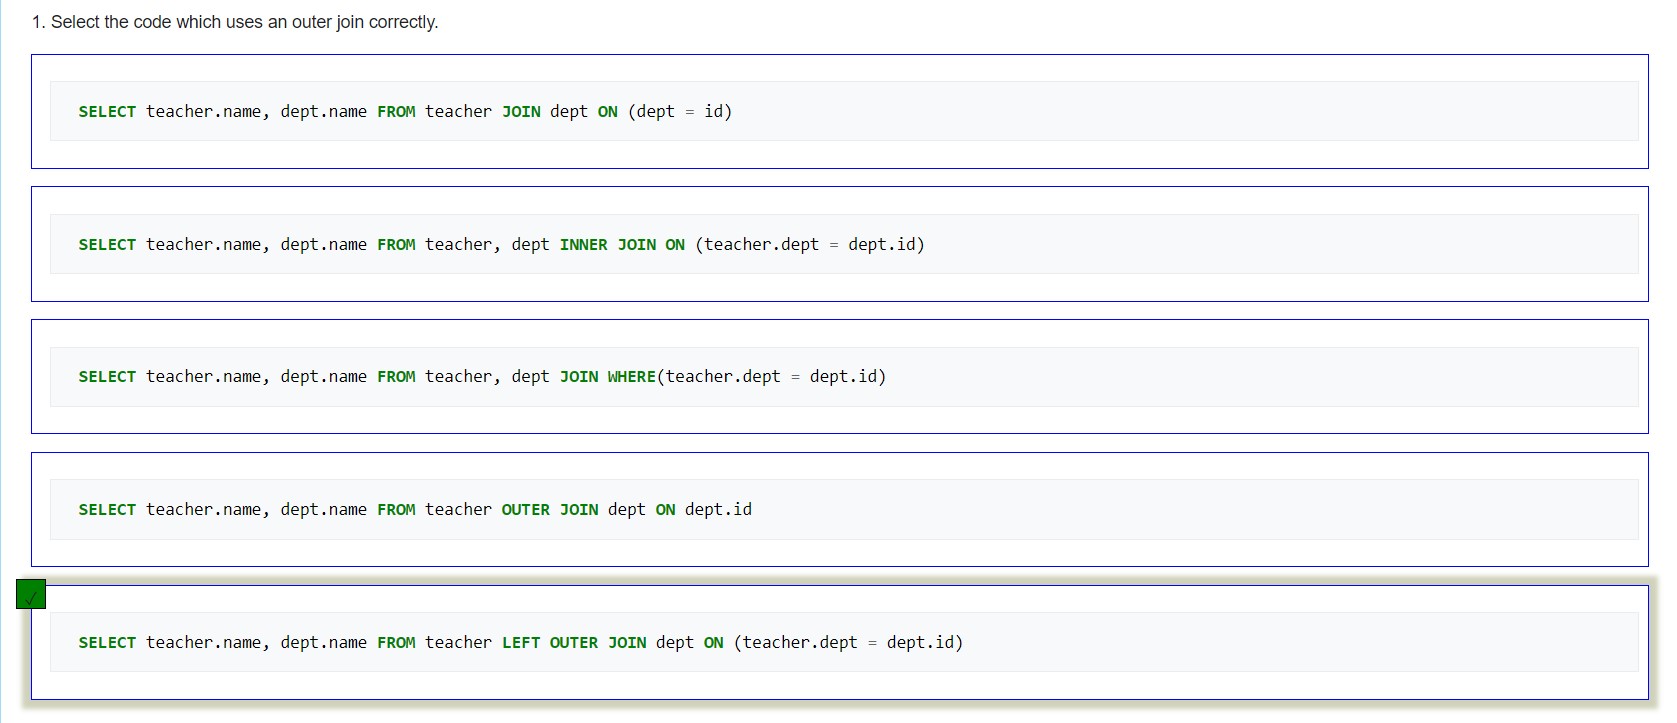 1. Select the code which uses an outer join correctly.
SELECT teacher.name, dept.name FROM teacher JOIN dept ON (dept = id)
SELECT teacher.name, dept.name FROM teacher, dept INNER JOIN ON (teacher.dept = dept.id)
SELECT teacher.name, dept.name FROM teacher, dept JOIN WHERE(teacher.dept = dept.id)
SELECT teacher.name, dept.name FROM teacher OUTER JOIN dept ON dept.id
SELECT teacher.name, dept.name FROM teacher LEFT OUTER JOIN dept ON (teacher.dept = dept.id)